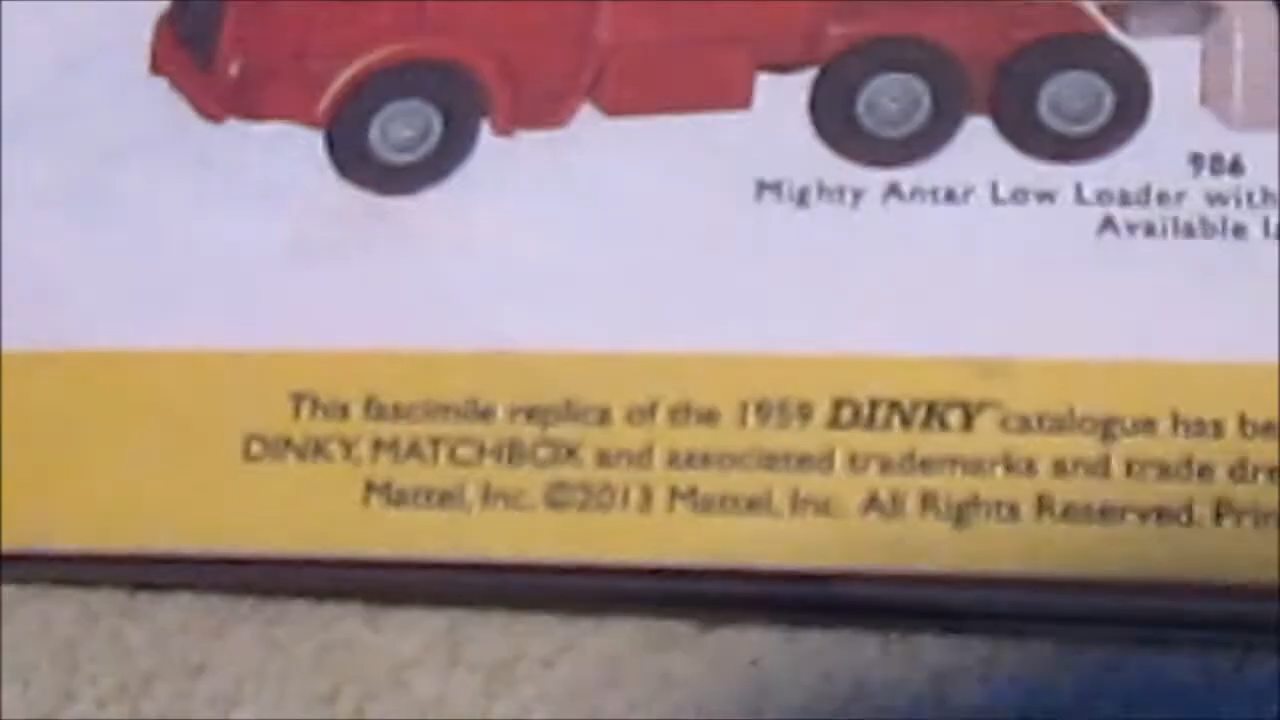 986
Mighty Antar Low Loader with
Available
This fascimile replica of the 1959 DINKY catalogue has be
DINKY, MATCHBOX and associated trademarks and trade dre
Mattel, Inc. ©2013 Mattel, Inc. All Rights Reserved. Prin